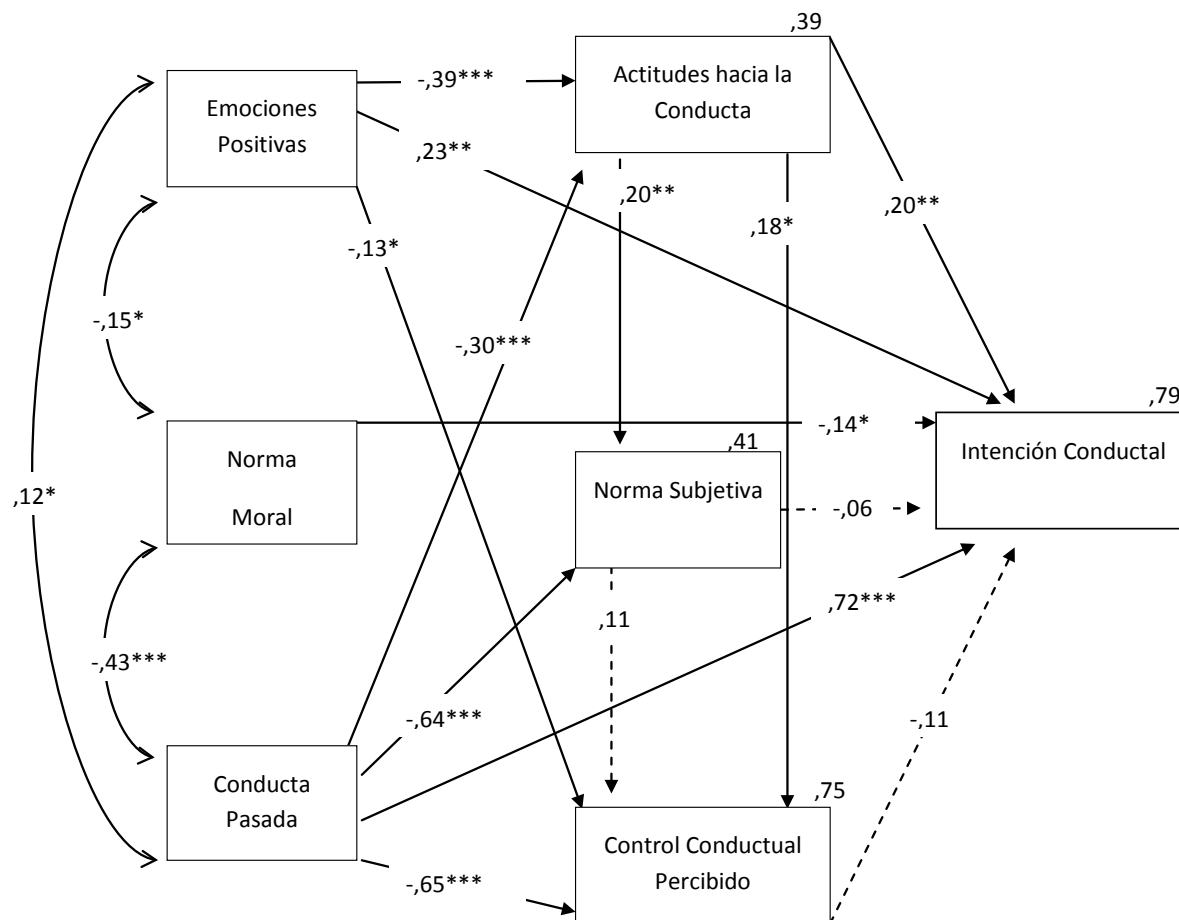 ,39
Actitudes hacia la
Conducta
-,39***
Emociones
Positivas
,23**
,20**
,18*
,20**
-,13*
-,15*
-,30***
,79
Norma
Moral
-,14*
Intención Conductal
,41
Norma Subjetiva
-,06
,12*
,72***
,11
-,43***
-,64***
-,11
Conducta
Pasada
,75
Control Conductual
Percibido
-,65***